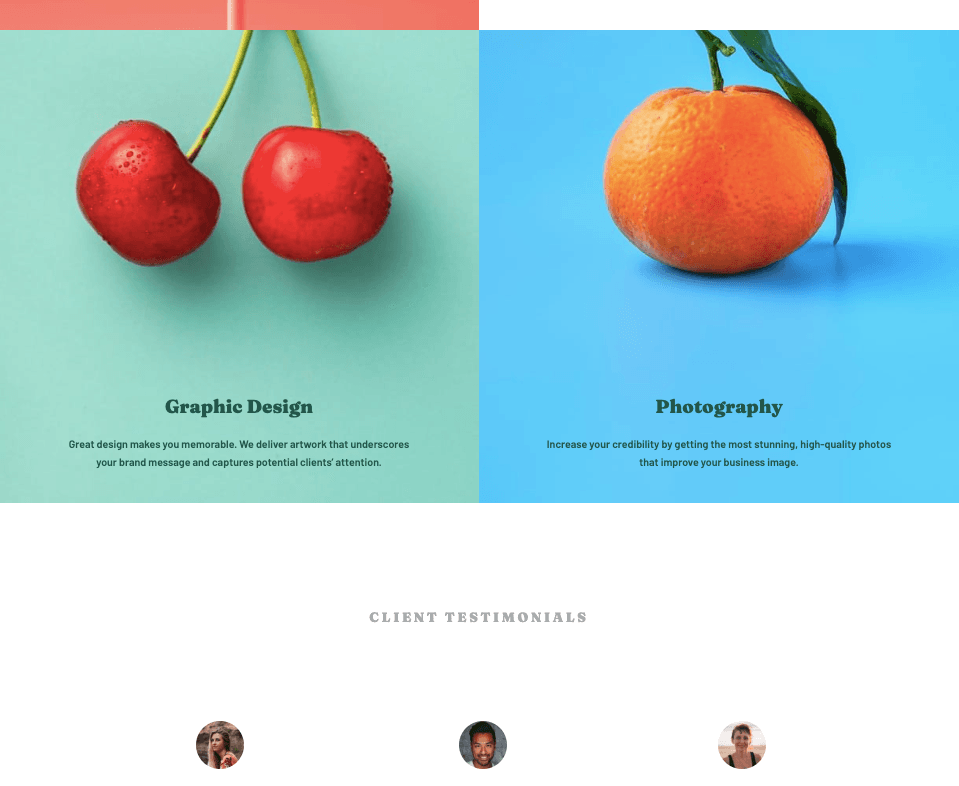 Graphic Design
Great design makes you memorable. We deliver artwork that underscores
your brand message and captures potential clients’ attention.
Photography
Increase your credibility by getting the most stunning, high-quality photos
that improve your business image.
CLIENT TESTIMONIALS